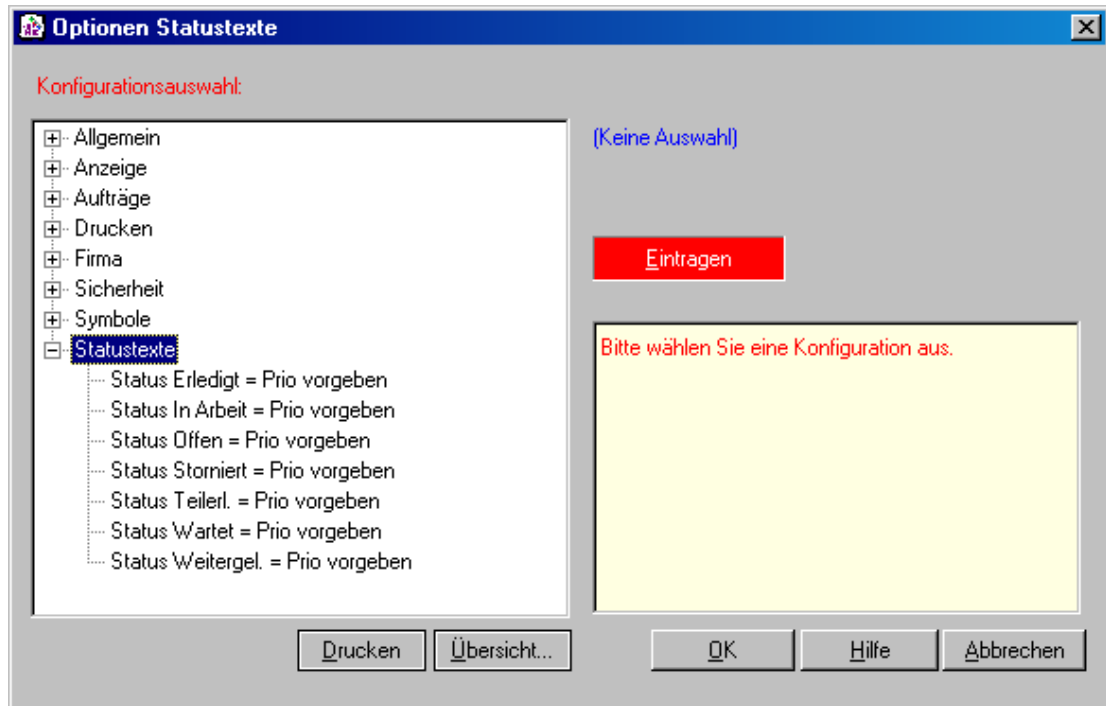 Optionen Statustexte
Konfigurationsauswahl:
Allgemein
Anzeige
Aufträge
Drucken
Firma
Sicherheit
Symbole
Statustexte
Status Erledigt = Prio vorgeben
Status In Arbeit = Prio vorgeben
Status Offen = Prio vorgeben
Status Storniert = Prio vorgeben
Status Teilerl. = Prio vorgeben
Status Wartet = Prio vorgeben
Status Weitergel. = Prio vorgeben
(Keine Auswahl)
Eintragen
Bitte wählen Sie eine Konfiguration aus.
Drucken Übersicht... OK Hilfe Abbrechen